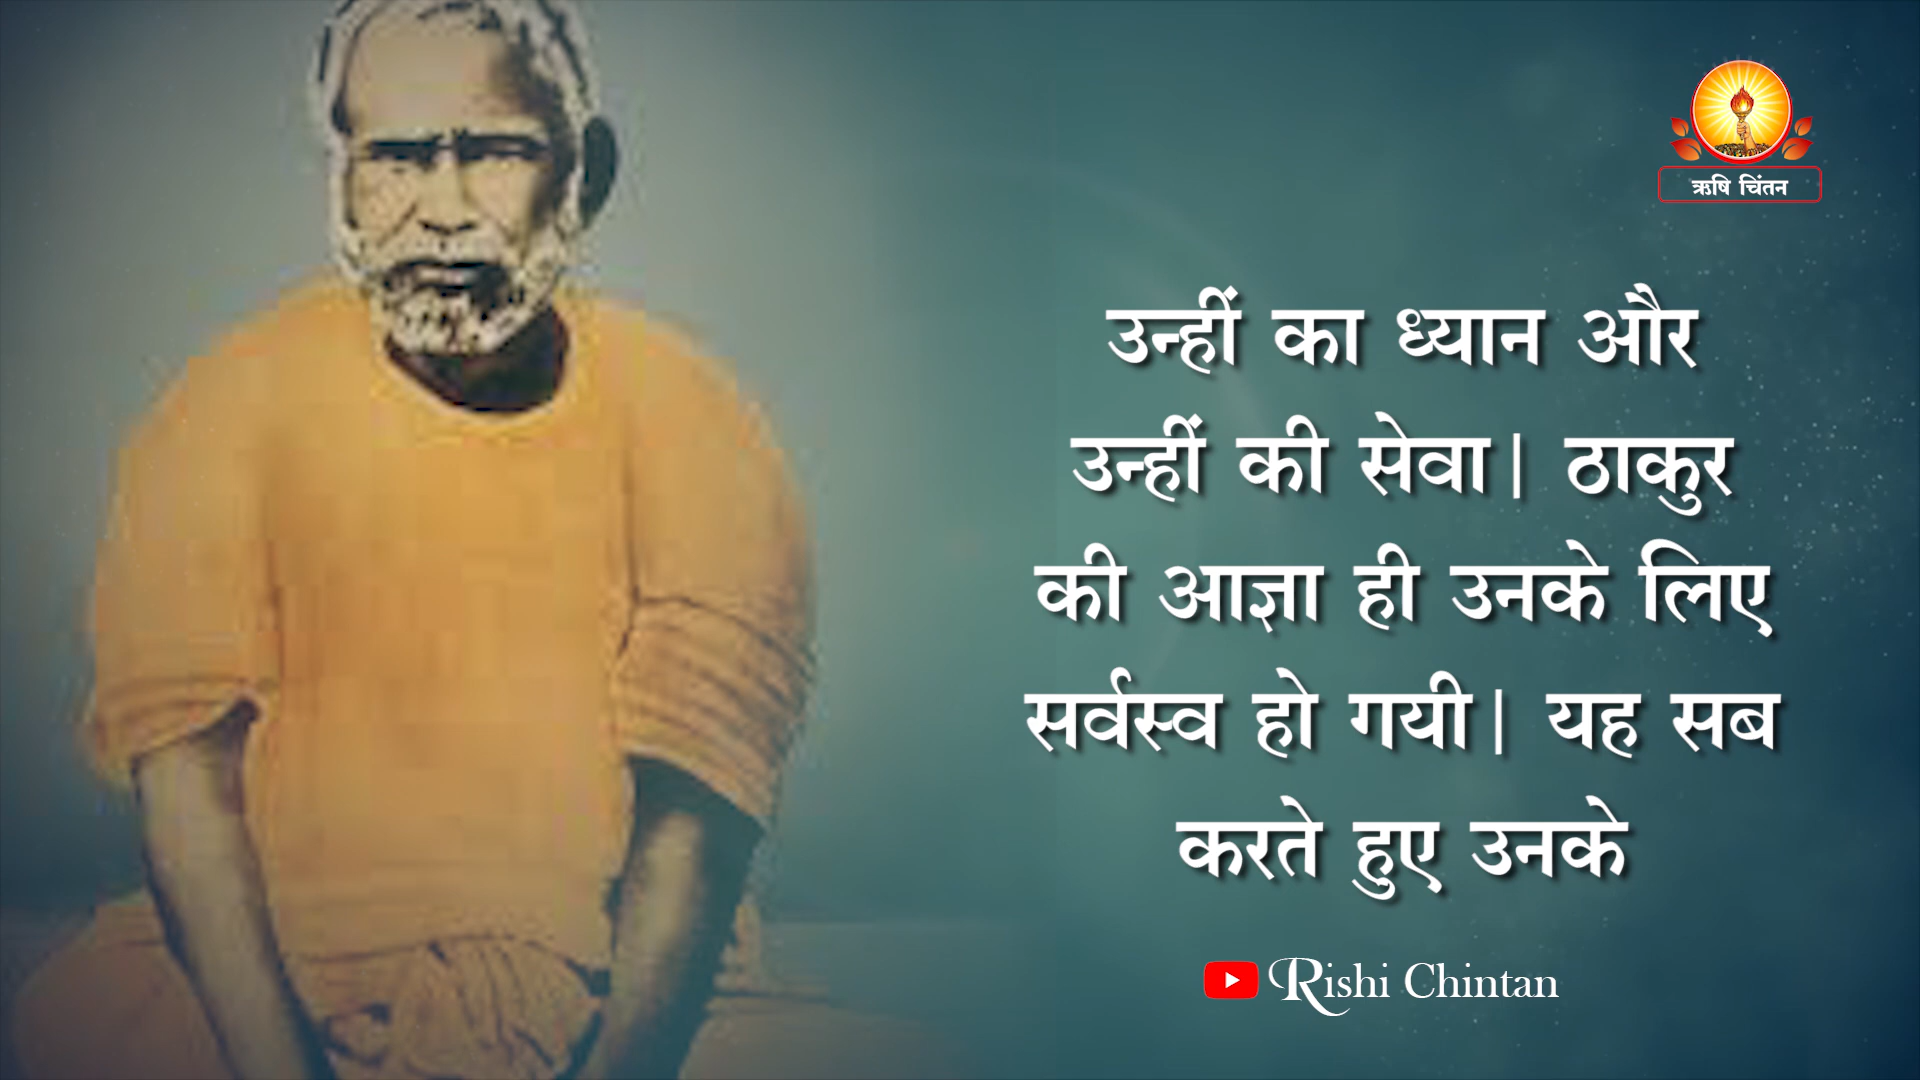 ऋषि चिंतन
उन्हीं का ध्यान और
उन्हीं की सेवा| ठाकुर
की आज्ञा ही उनके लिए
सर्वस्व हो गयी| यह सब
करते हुए उनके
Rishi Chintan